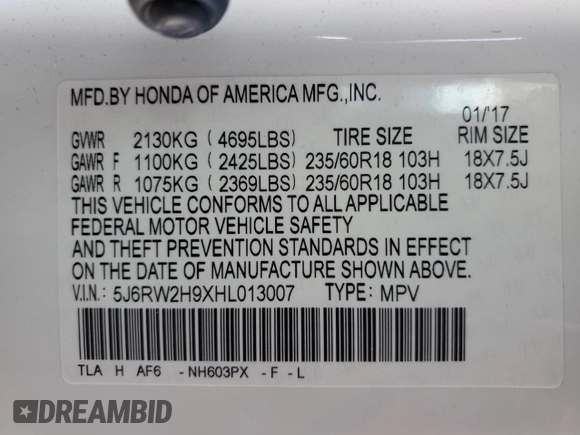 MFD.BY HONDA OF AMERICA MFG.,INC.
01/'17
GVWR 2130KG (4695LBS) TIRE SIZE RIM SIZE
GAWR F 1100KG (2425LBS) 235/60R18 103H 18X7.5J
GAWR R 1075KG (2369LBS) 235/60R18 103H 18X7.5J
THIS VEHICLE CONFORMS TO ALL APPLICABLE
FEDERAL MOTOR VEHICLE SAFETY
AND THEFT PREVENTION STANDARDS IN EFFECT
ON THE DATE OF MANUFACTURE SHOWN ABOVE.
V.I.N.: 5J6RW2H9XHL013007 TYPE: MPV
TLA H AF6 -NH603PX -F -L
DREAMBID